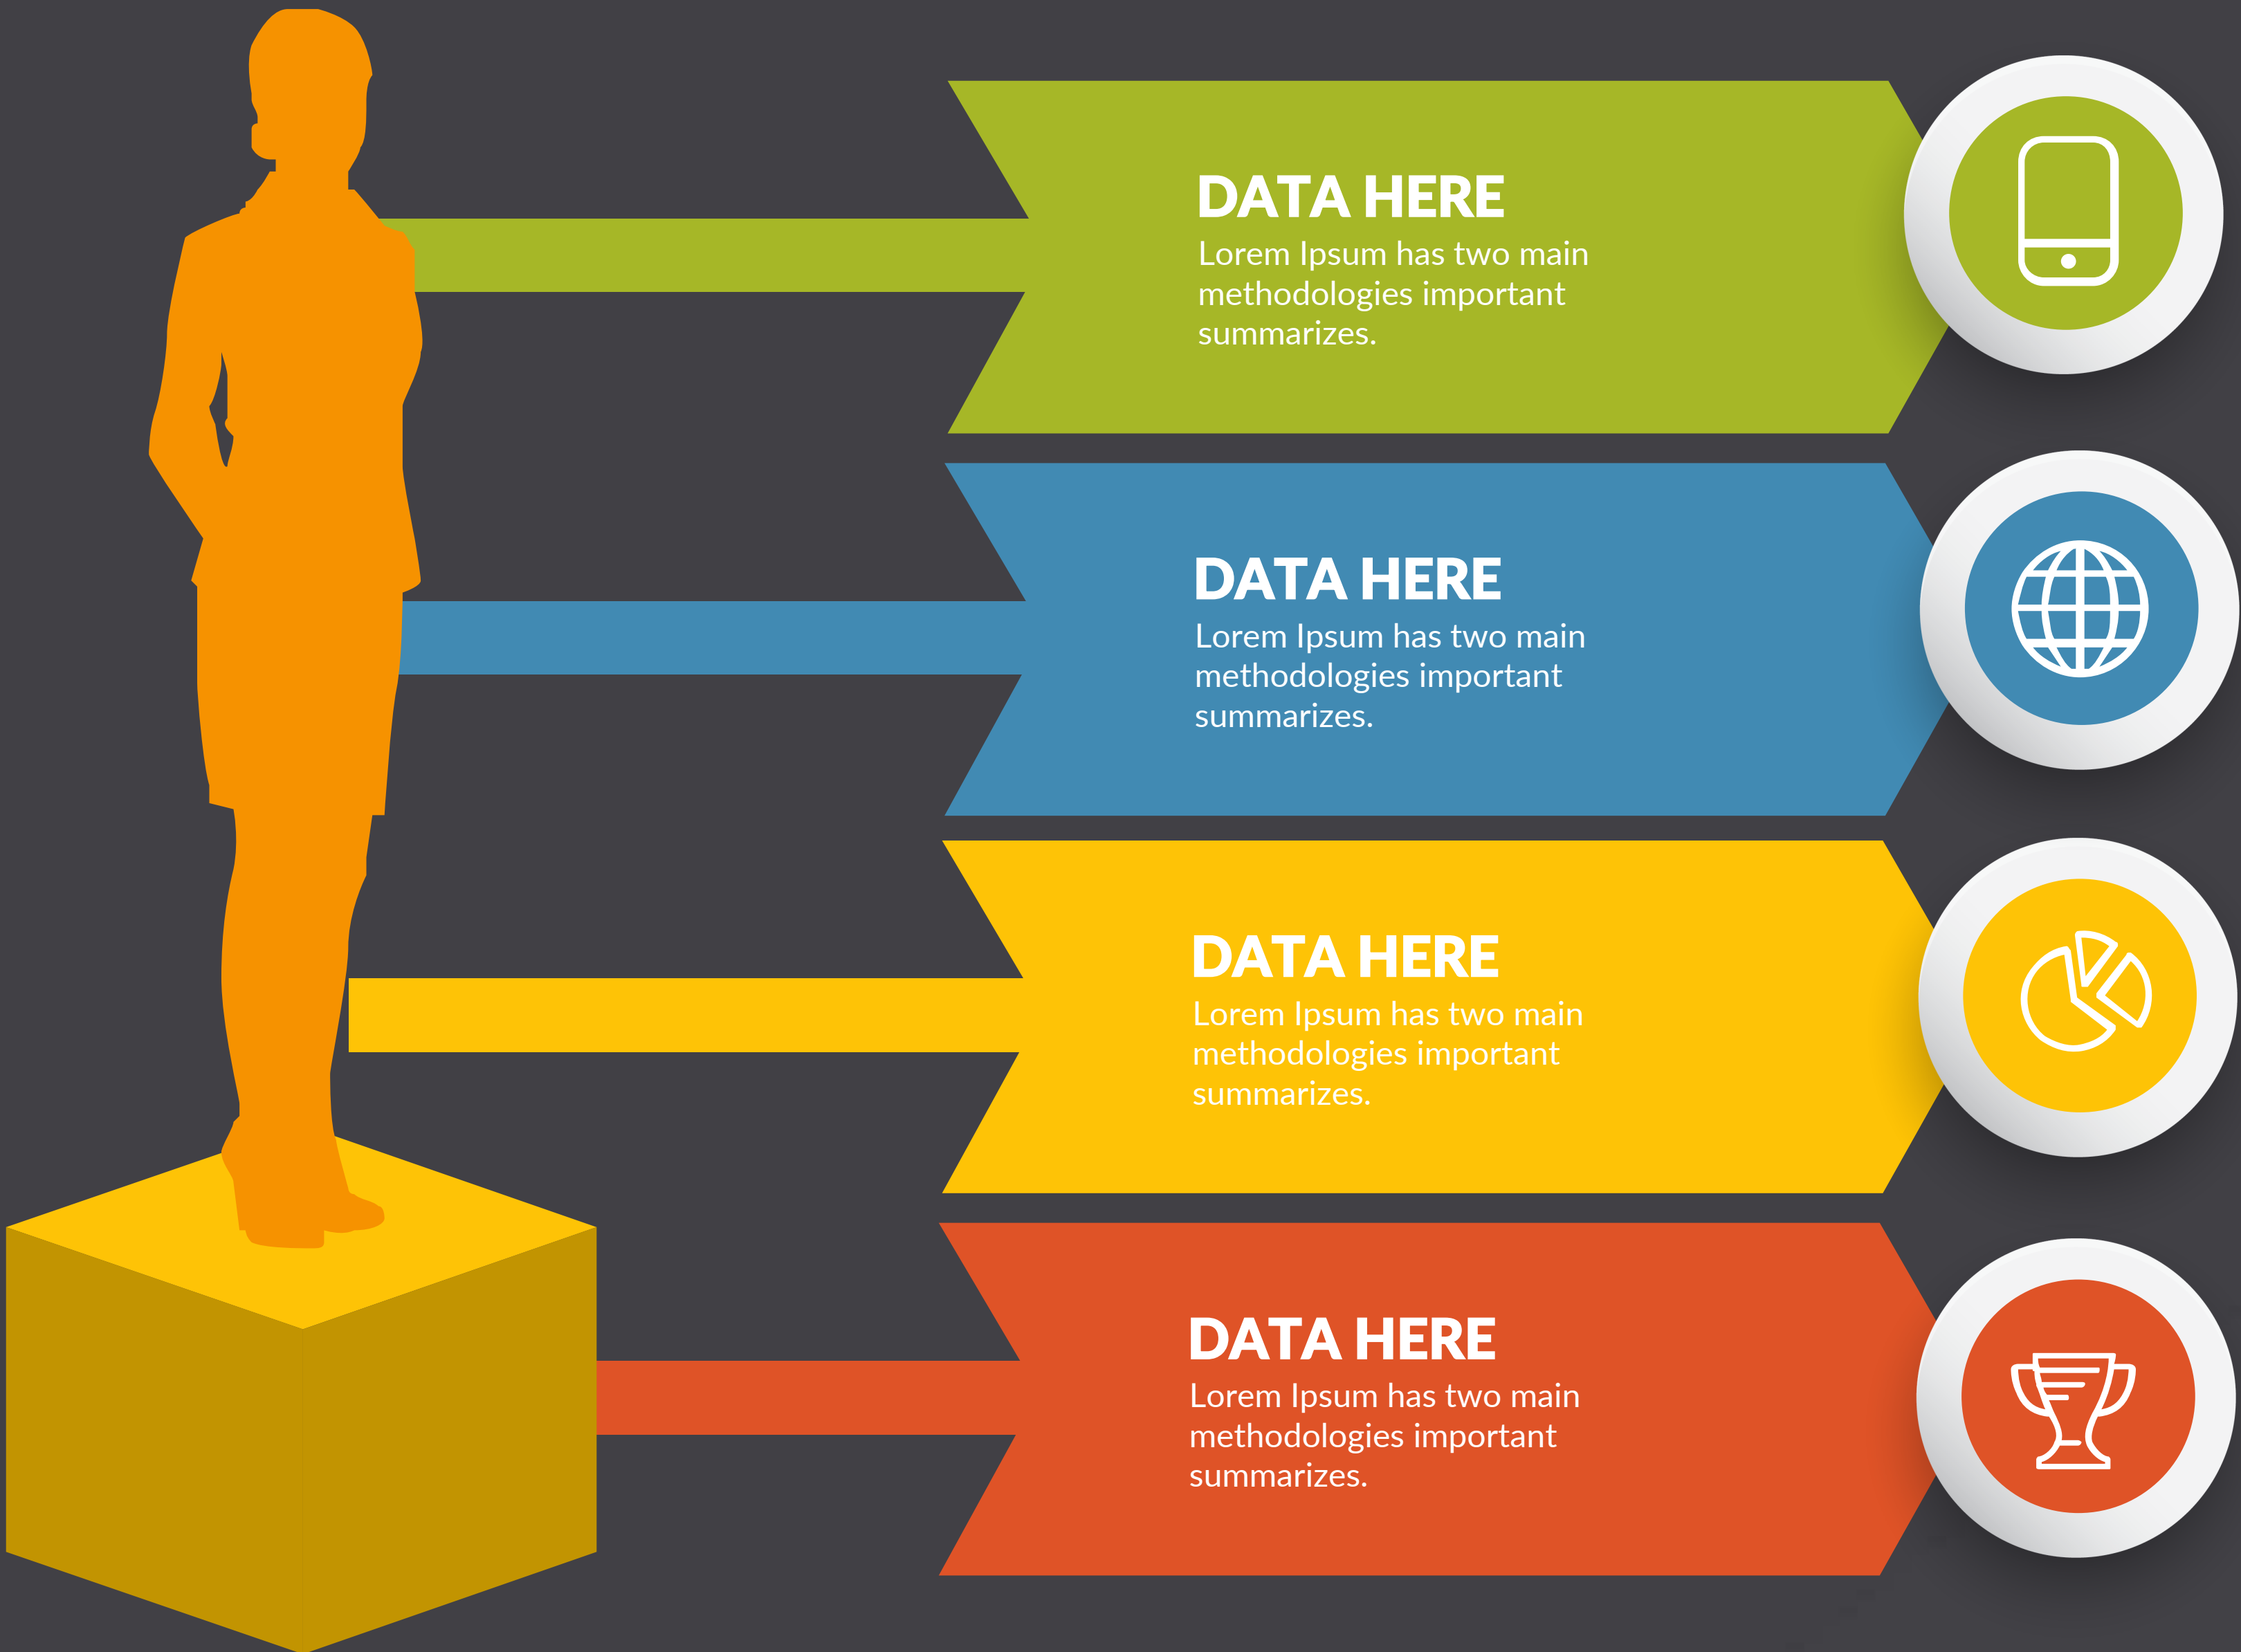 DATA HERE
Lorem Ipsum has two main
methodologies important
summarizes.
DATA HERE
Lorem Ipsum has two main
methodologies important
summarizes.
DATA HERE
Lorem Ipsum has two main
methodologies important
summarizes.
DATA HERE
Lorem Ipsum has two main
methodologies important
summarizes.